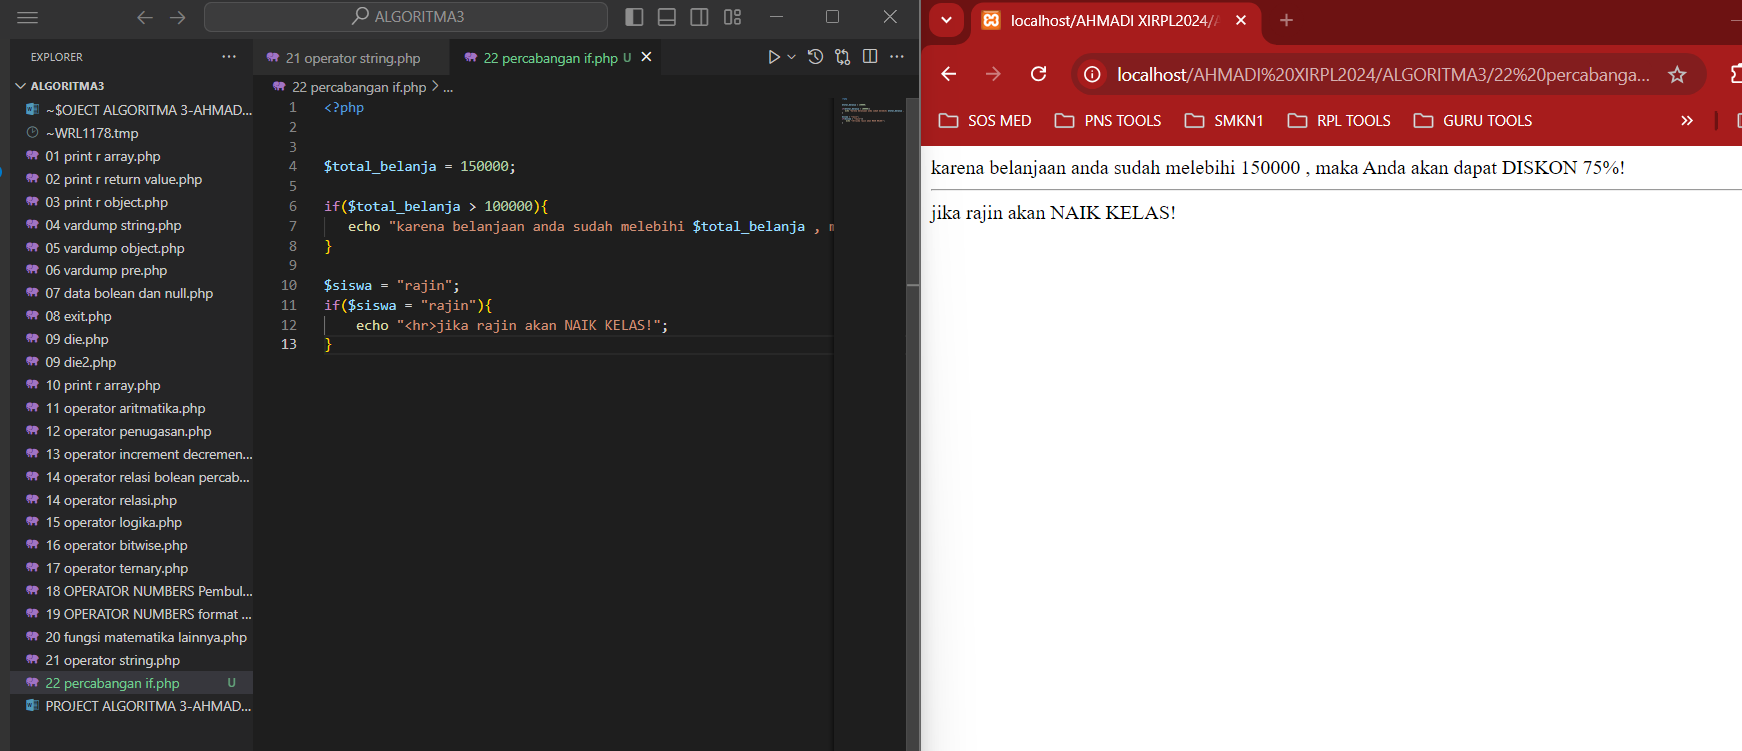 ALGORITMA3
EXPLORER
ALGORITMA3
~$OJECT ALGORITMA 3-AHMAD...
~WRL1178.tmp
01 print r array.php
02 print r return value.php
03 print r object.php
04 vardump string.php
05 vardump object.php
06 vardump pre.php
07 data bolean dan null.php
08 exit.php
09 die.php
09 die2.php
10 print r array.php
11 operator aritmatika.php
12 operator penugasan.php
13 operator increment decremen...
14 operator relasi bolean percab...
14 operator relasi.php
15 operator logika.php
16 operator bitwise.php
17 operator ternary.php
18 OPERATOR NUMBERS Pembul...
19 OPERATOR NUMBERS format ...
20 fungsi matematika lainnya.php
21 operator string.php
22 percabangan if.php U
PROJECT ALGORITMA 3-AHMAD...
21 operator string.php
22 percabangan if.php U
22 percabangan if.php > ...
1 <?php
2
3
4 $total_belanja = 150000;
5
6 if($total_belanja > 100000){
7 echo "karena belanjaan anda sudah melebihi $total_belanja , m
8 }
9
10 $siswa = "rajin";
11 if($siswa = "rajin"){
12 echo "<hr>jika rajin akan NAIK KELAS!";
13 }
localhost/AHMADI XIRPL2024/
localhost/AHMADI%20XIRPL2024/ALGORITMA3/22%20percabanga...
SOS MED
PNS TOOLS
SMKN1
RPL TOOLS
GURU TOOLS
karena belanjaan anda sudah melebihi 150000 , maka Anda akan dapat DISKON 75%!
jika rajin akan NAIK KELAS!